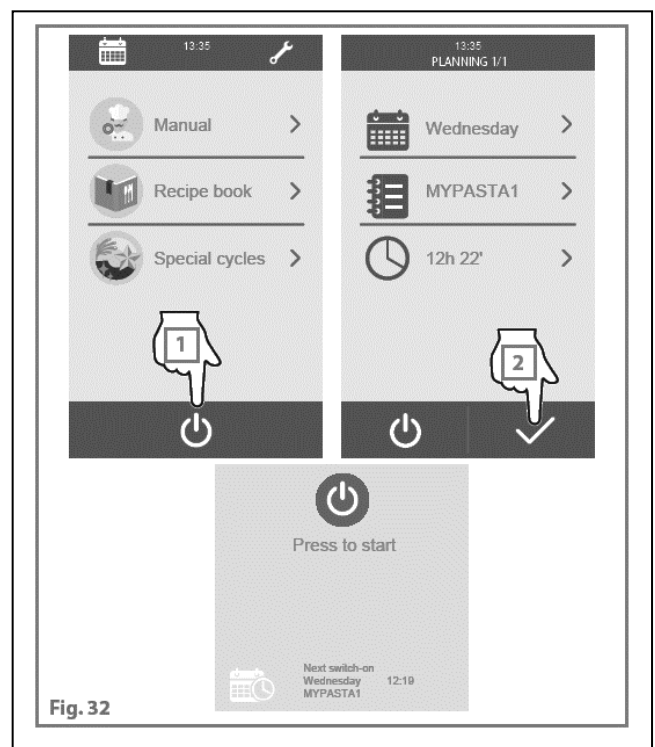 13:35
Manual
Recipe book
Special cycles
1
13:35
PLANNING 1/1
Wednesday
MYPASTA1
12h 22'
2
Press to start
Next switch-on
Wednesday 12:19
MYPASTA1
Fig. 32